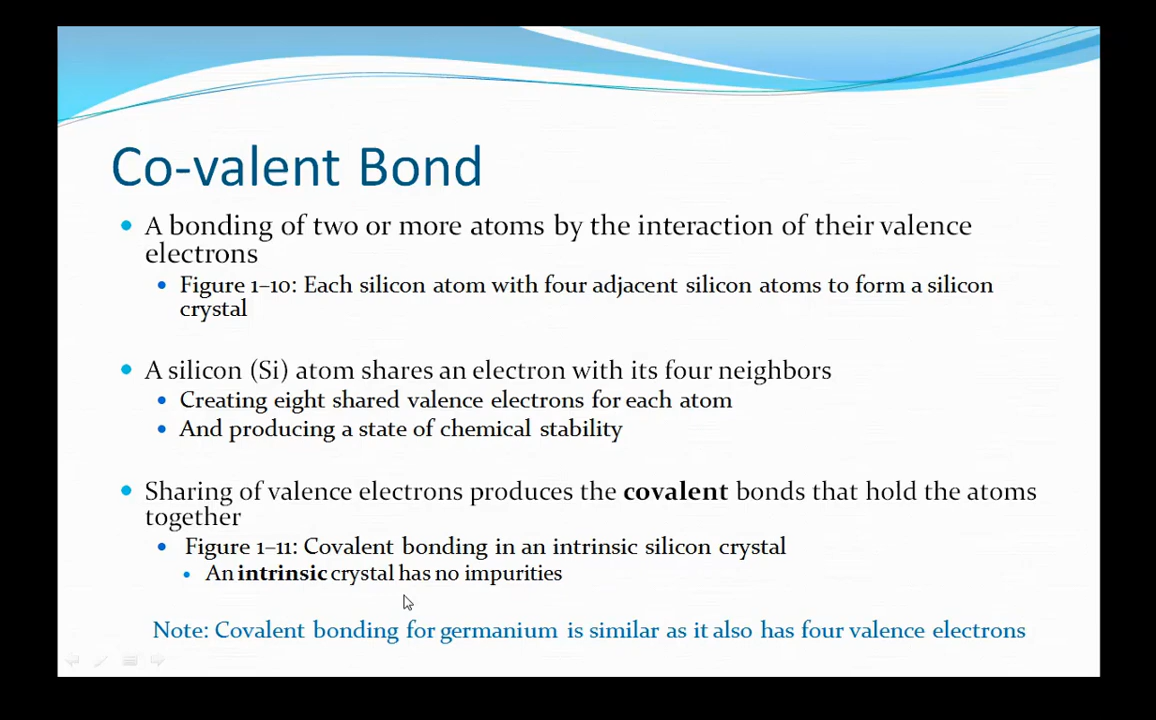 Co-valent Bond
A bonding of two or more atoms by the interaction of their valence
electrons
Figure 1–10: Each silicon atom with four adjacent silicon atoms to form a silicon
crystal
A silicon (Si) atom shares an electron with its four neighbors
Creating eight shared valence electrons for each atom
And producing a state of chemical stability
Sharing of valence electrons produces the covalent bonds that hold the atoms
together
Figure 1–11: Covalent bonding in an intrinsic silicon crystal
An intrinsic crystal has no impurities
Note: Covalent bonding for germanium is similar as it also has four valence electrons